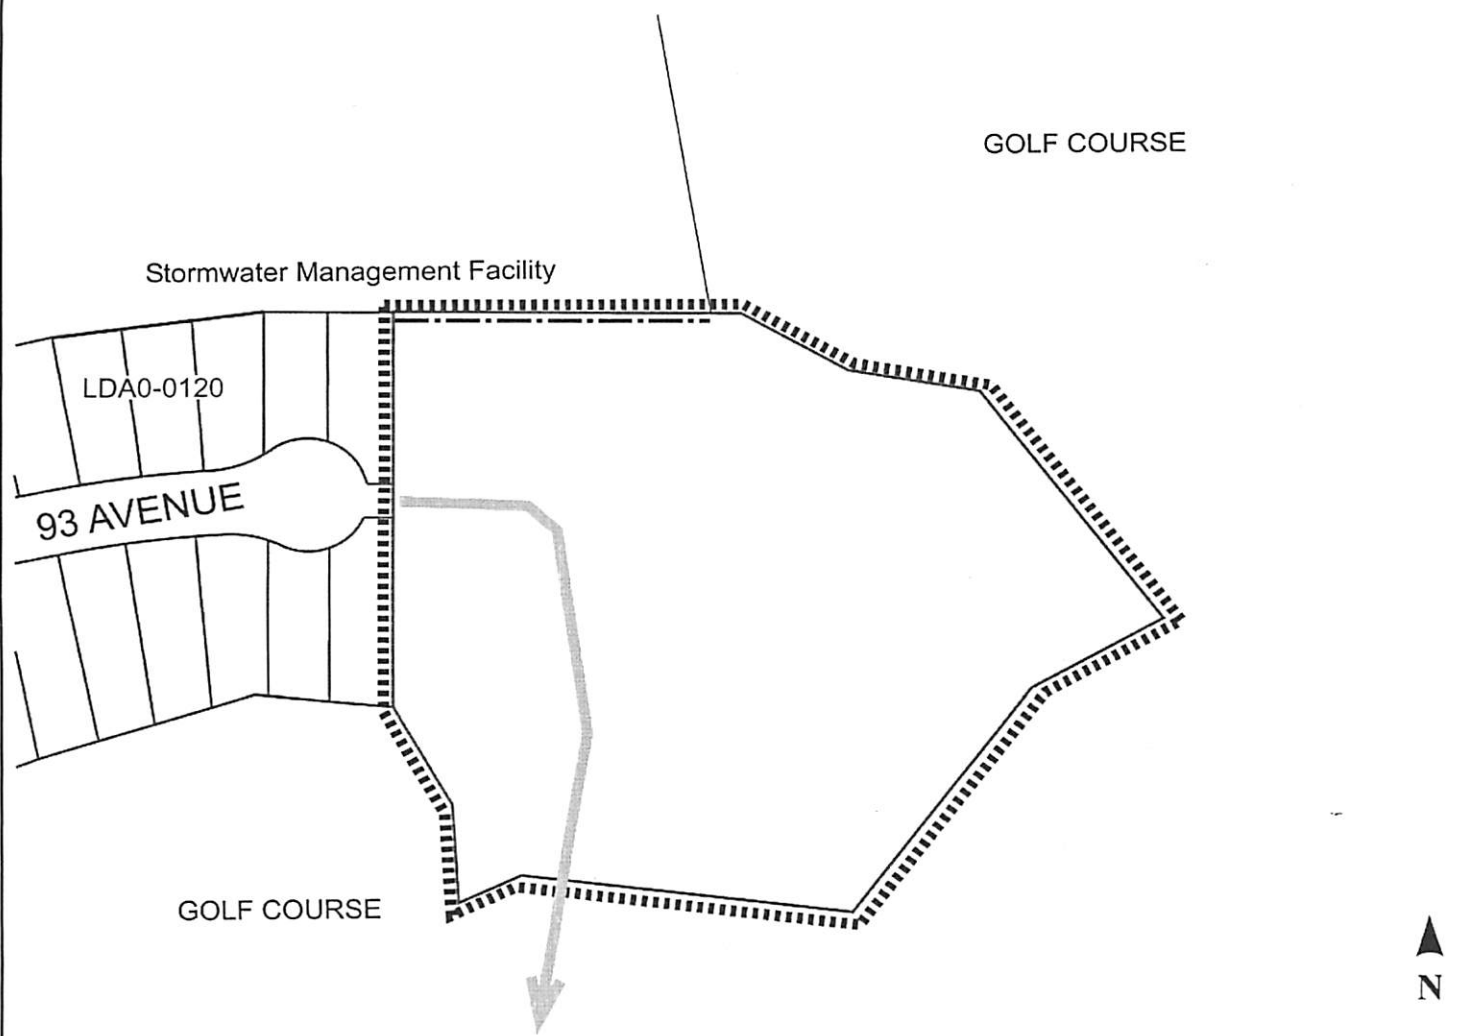 GOLF COURSE
Stormwater Management Facility
LDA0-0120
93 AVENUE
GOLF COURSE
N